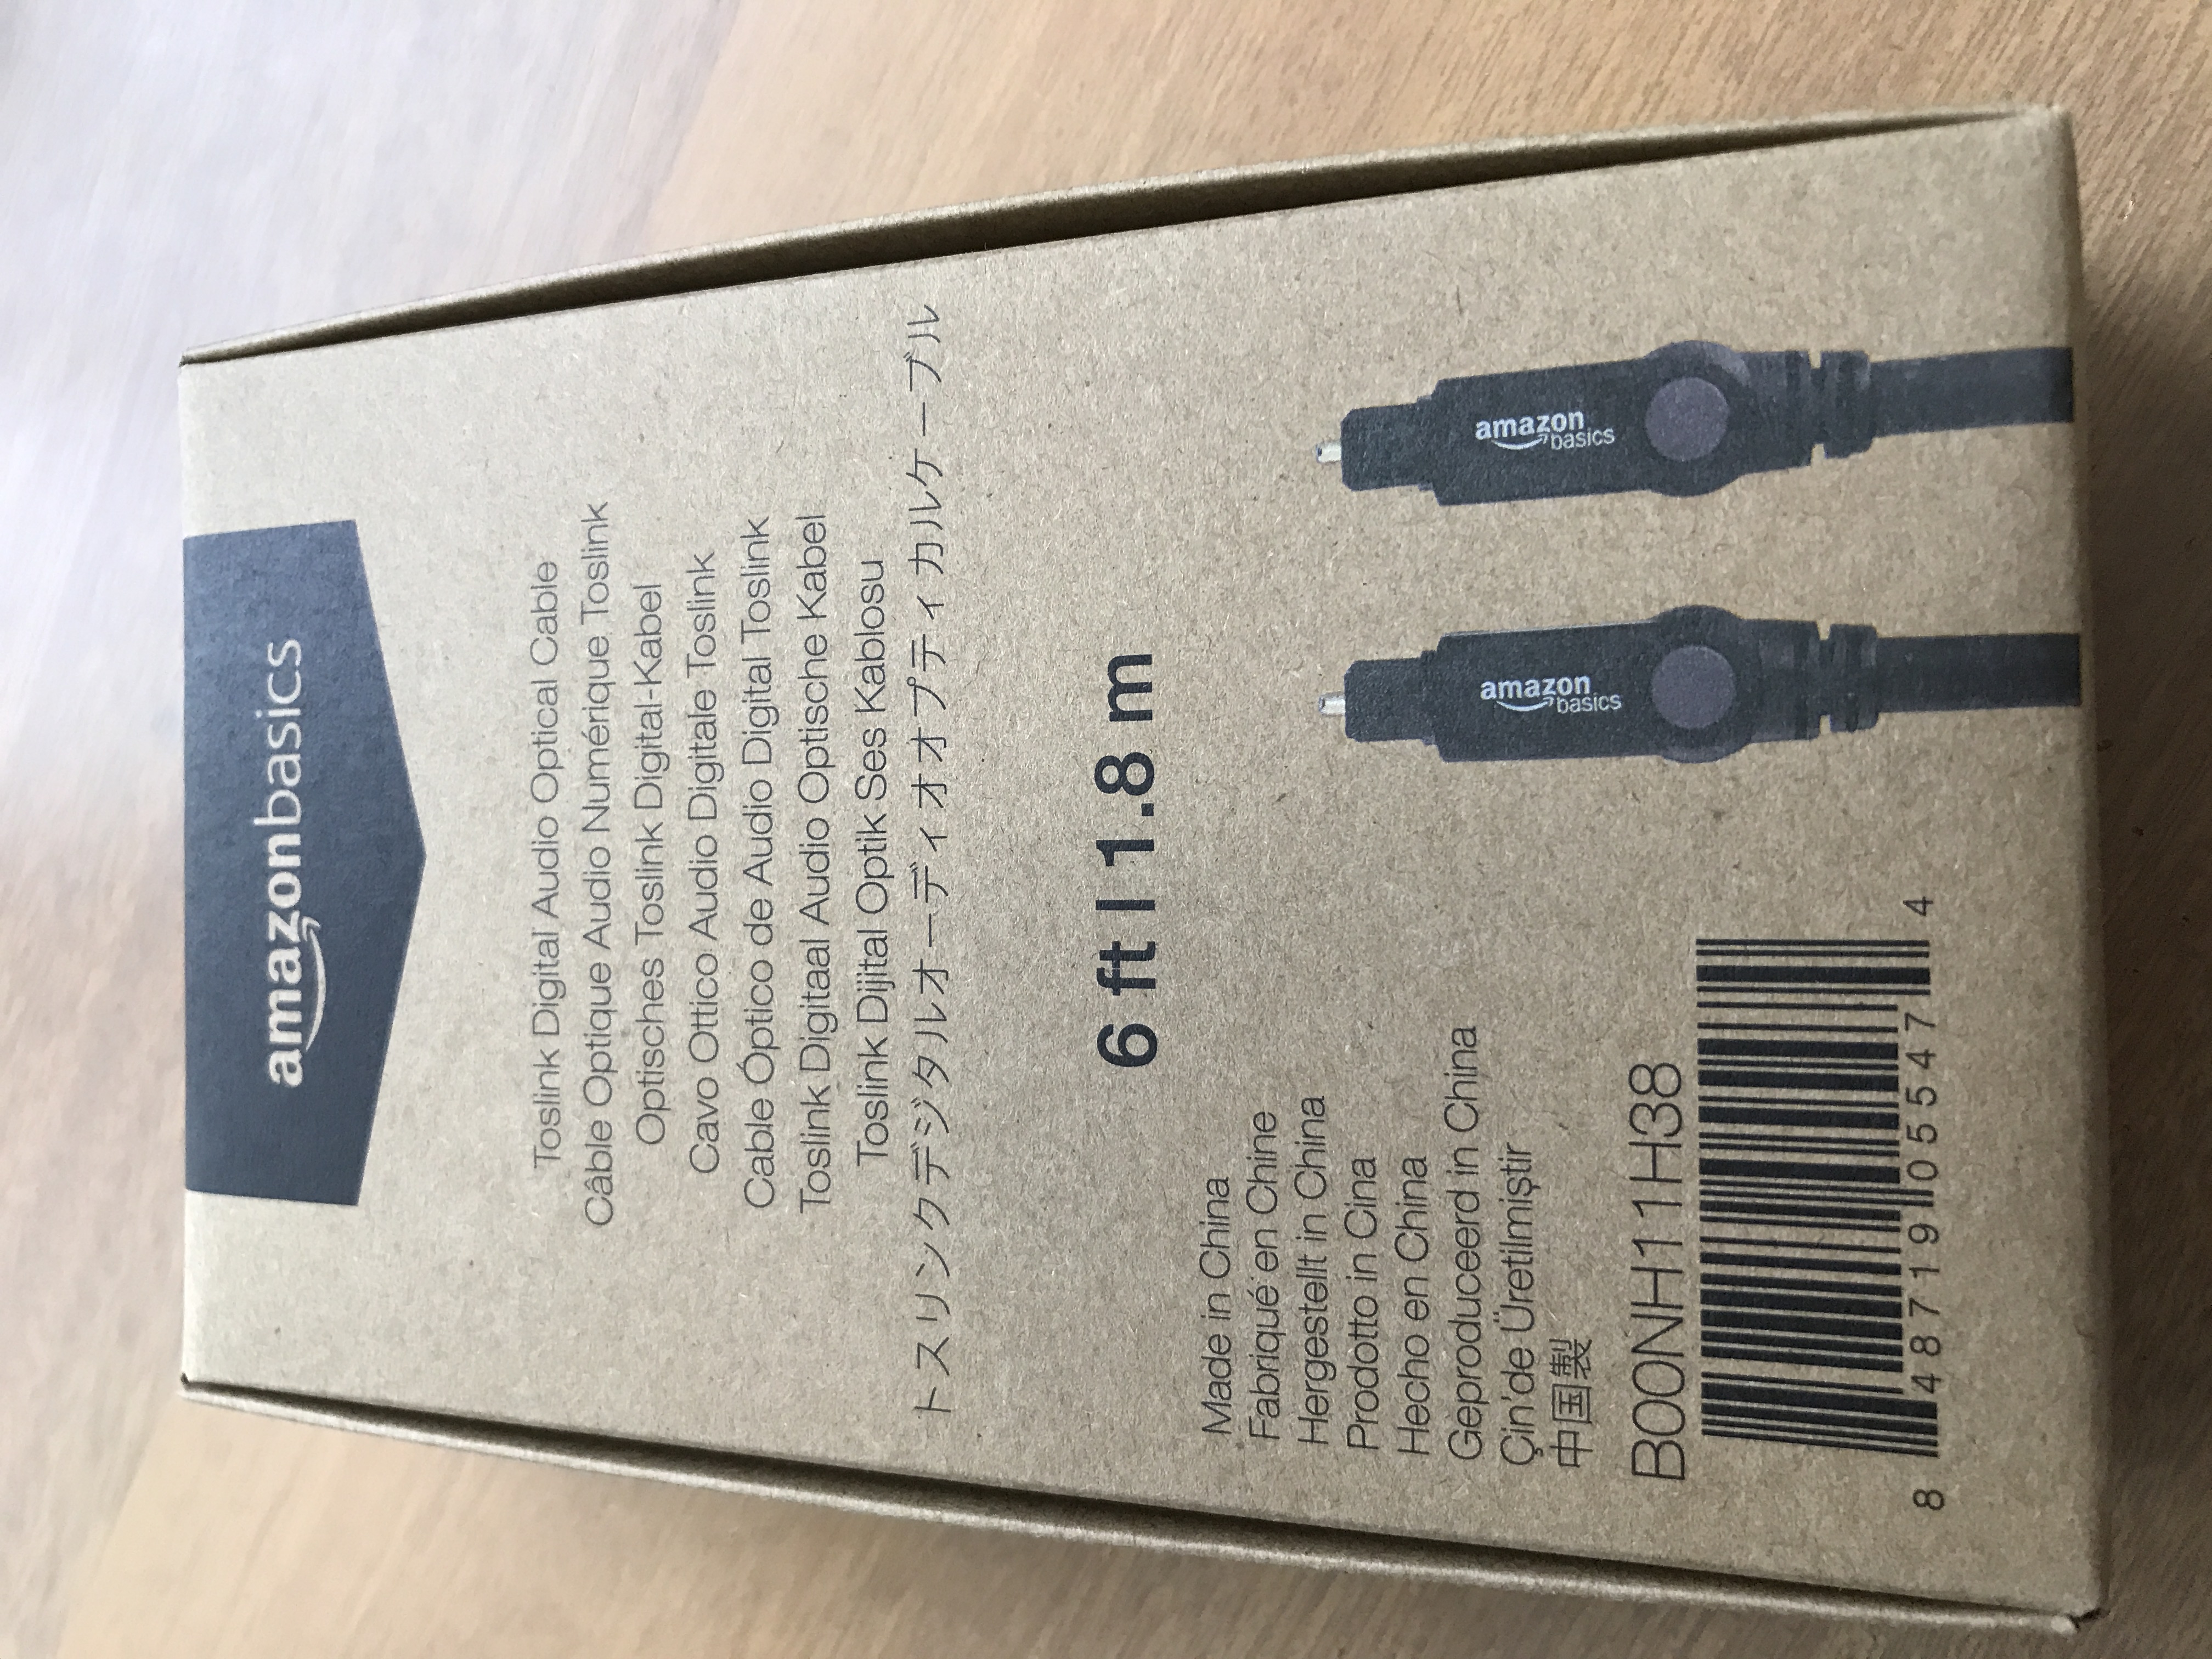 amazonbasics
Toslink Digital Audio Optical Cable
Câble Optique Audio Numérique Toslink
Optisches Toslink Digital-Kabel
Cavo Ottico Audio Digitale Toslink
Cable Óptico de Audio Digital Toslink
Toslink Digitaal Audio Optische Kabel
Toslink Dijital Optik Ses Kablosu
トスリンクデジタルオーディオオプティカルケーブル
6 ft | 1.8 m
Made in China
Fabriqué en Chine
Hergestellt in China
Prodotto in Cina
Hecho en China
Geproduceerd in China
Çin'de Üretilmiştir
中国製
B00NH11H38
8 48719 05547 4
amazon
basics
amazon
basics